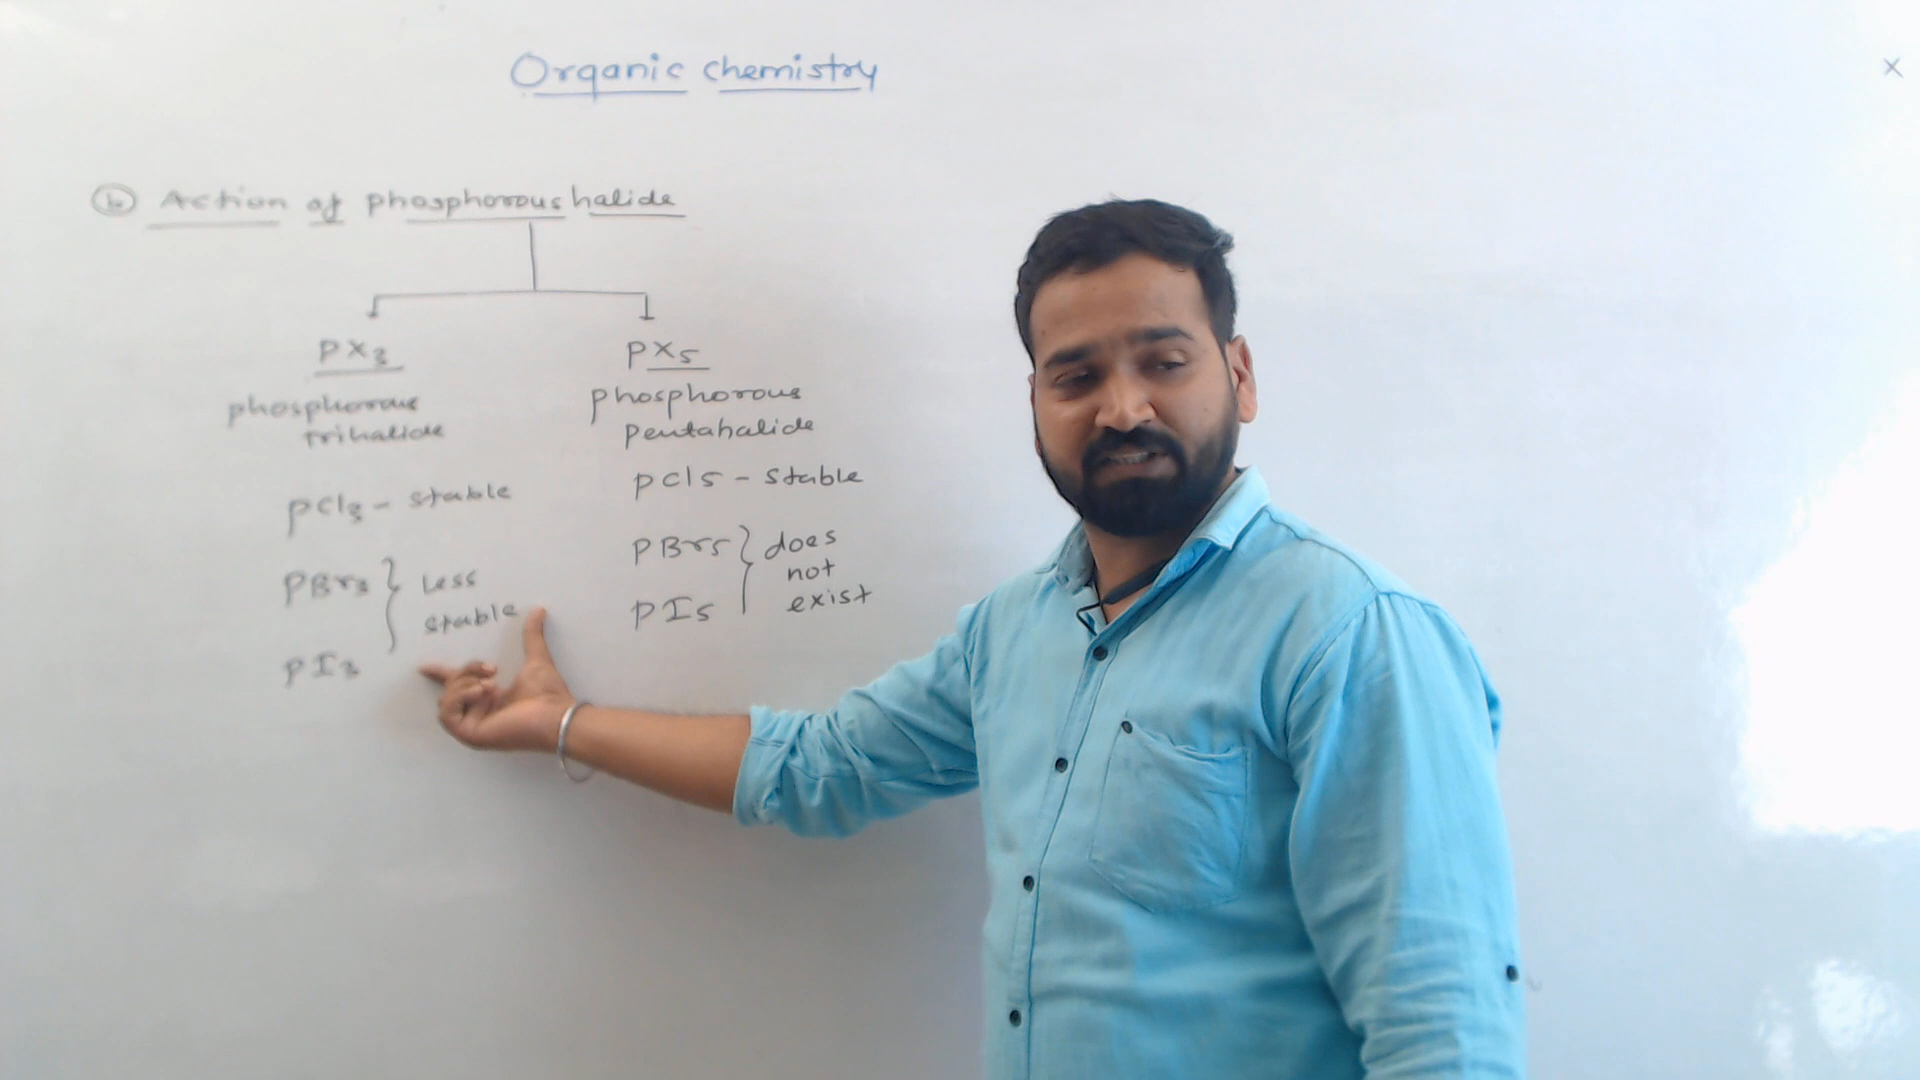 Organic chemistry
(b) Action of phosphorous halide
PX3
phosphorous
trihalide
PCl3 - stable
PBr3 } Less
stable
PI3
PX5
phosphorous
pentahalide
PCl5 - stable
PBr5 } does
not
PI5 exist